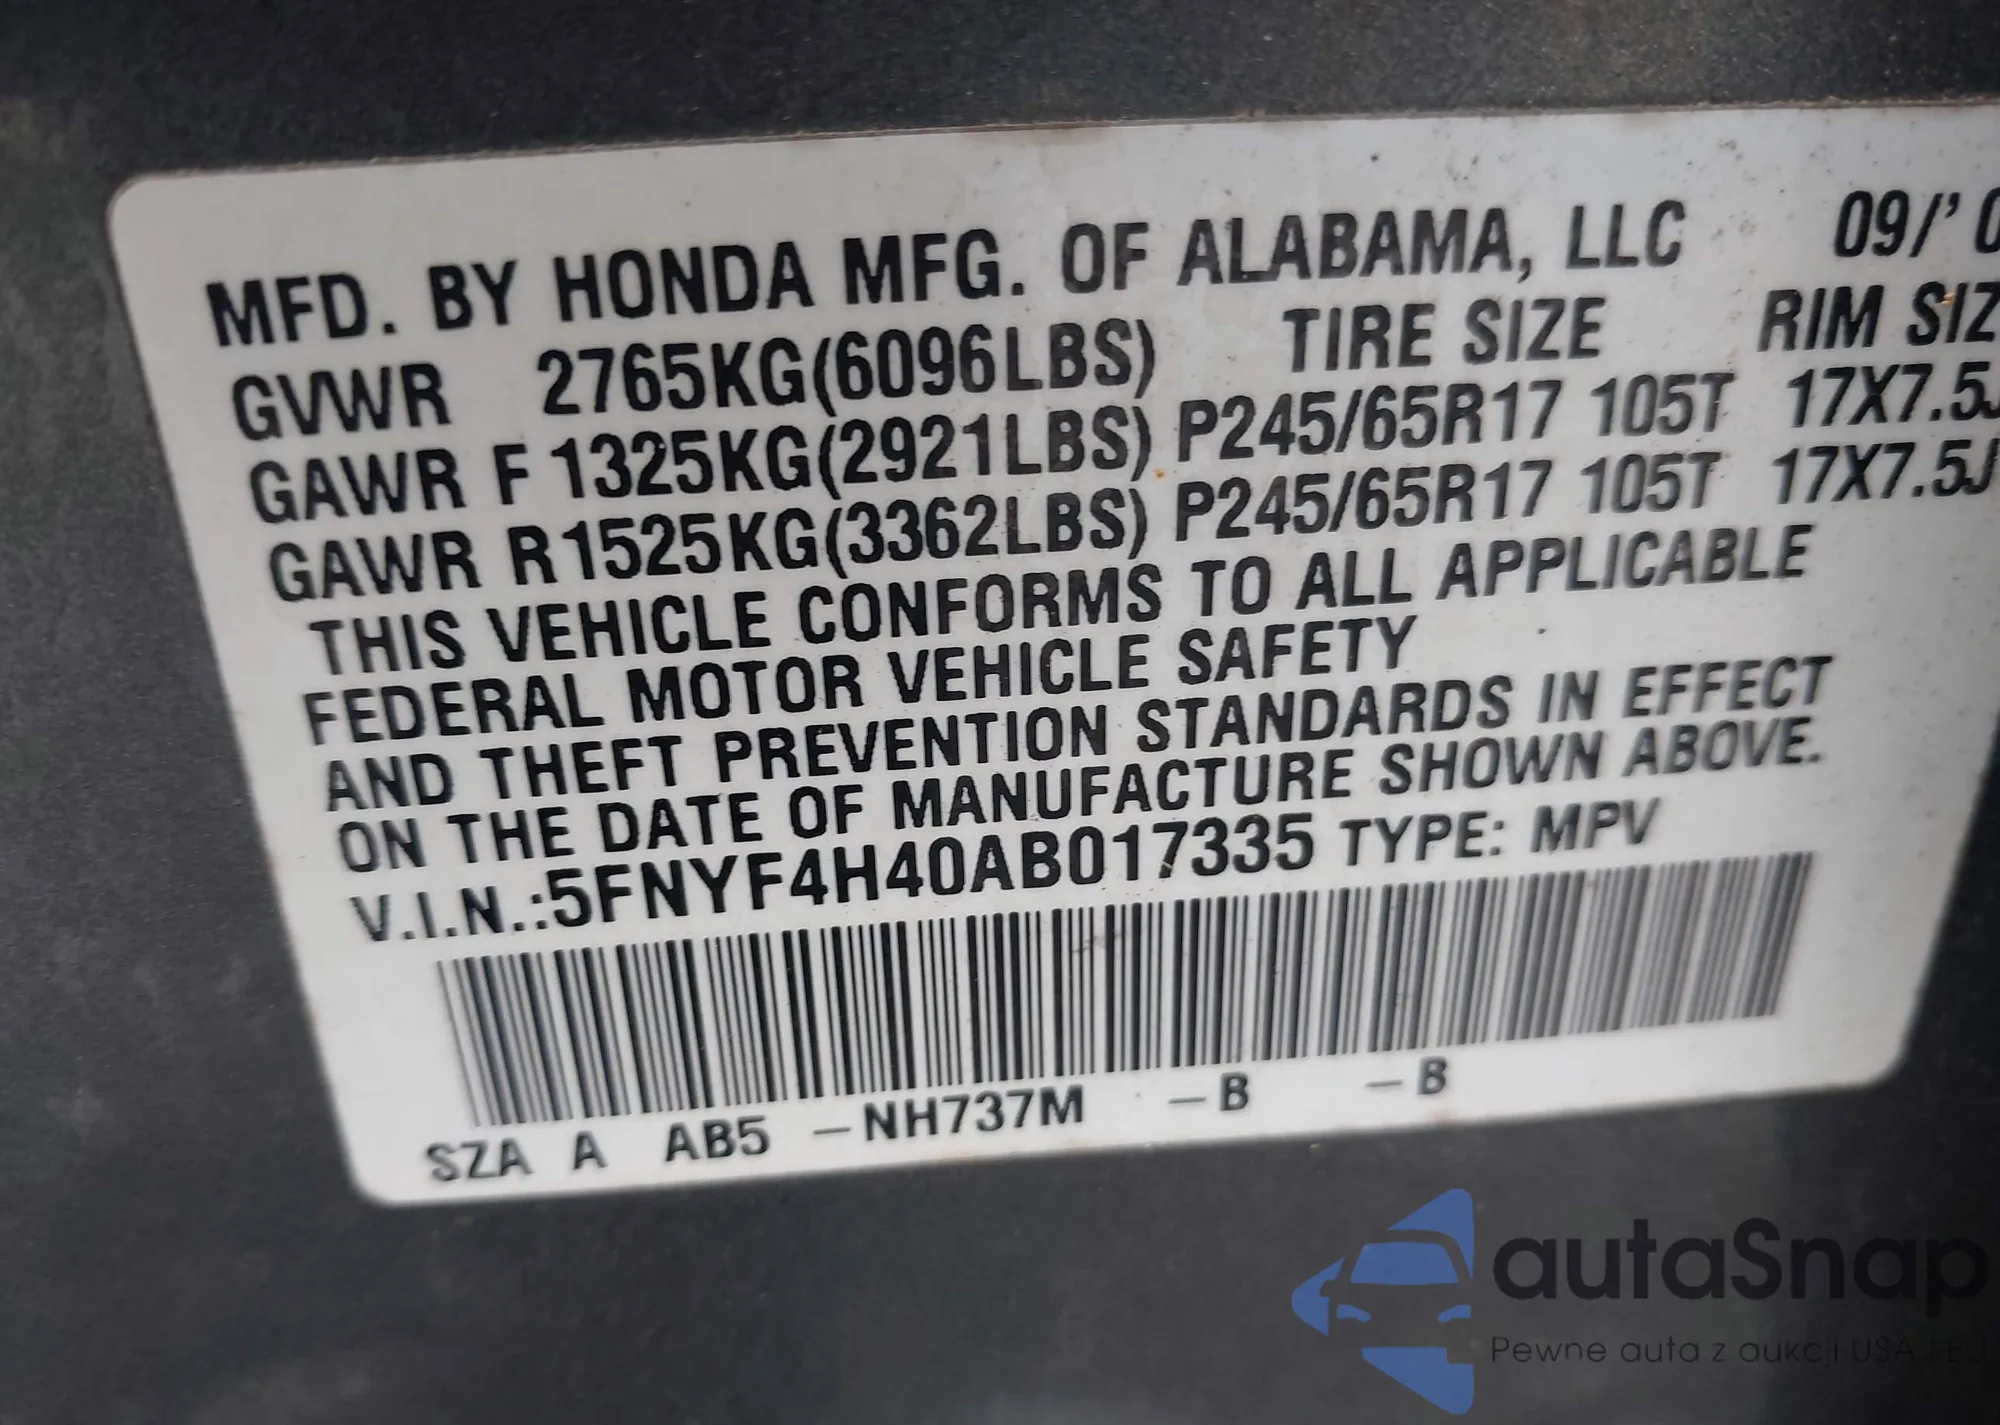 MFD. BY HONDA MFG. OF ALABAMA, LLC 09/'0
GVWR 2765KG(6096LBS) TIRE SIZE RIM SIZ
GAWR F 1325KG(2921LBS) P245/65R17 105T 17X7.5J
GAWR R1525KG(3362LBS) P245/65R17 105T 17X7.5J
THIS VEHICLE CONFORMS TO ALL APPLICABLE
FEDERAL MOTOR VEHICLE SAFETY
AND THEFT PREVENTION STANDARDS IN EFFECT
ON THE DATE OF MANUFACTURE SHOWN ABOVE.
V.I.N.:5FNYF4H40AB017335 TYPE: MPV
SZA A AB5 -NH737M -B -B
autaSnap
Pewne auta z aukcji USA I EJ